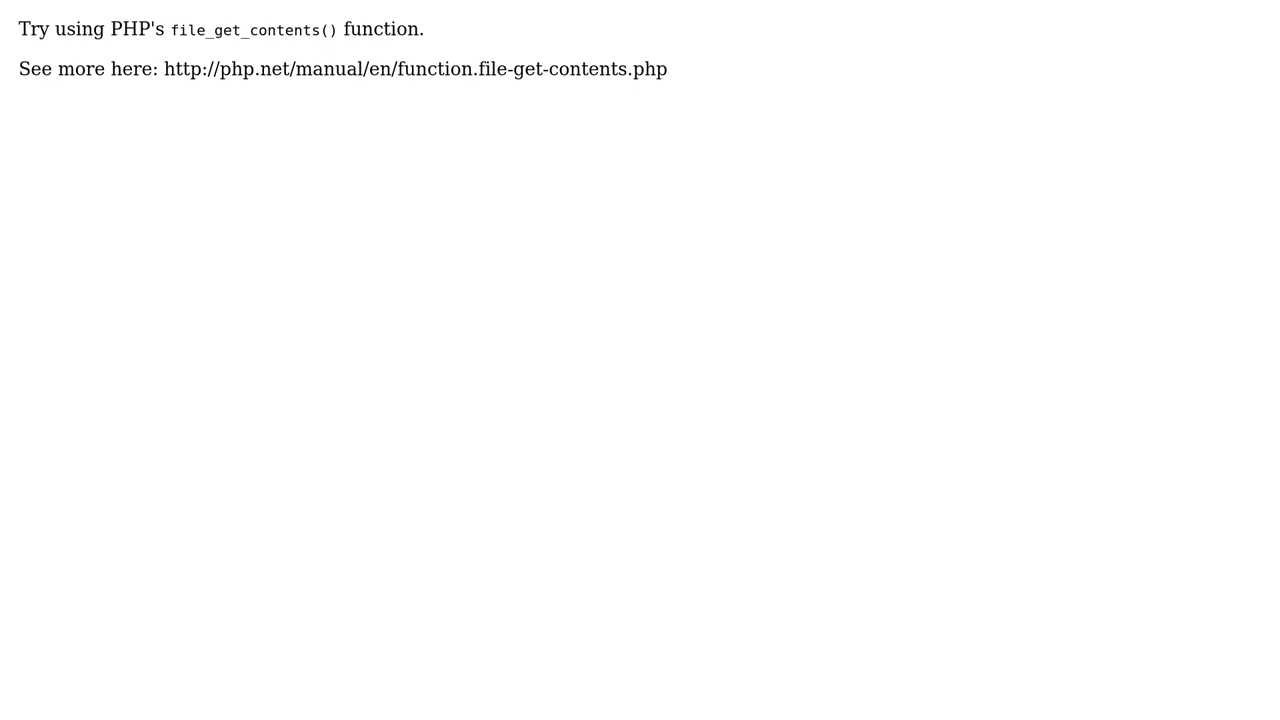 Try using PHP's file_get_contents() function.
See more here: http://php.net/manual/en/function.file-get-contents.php